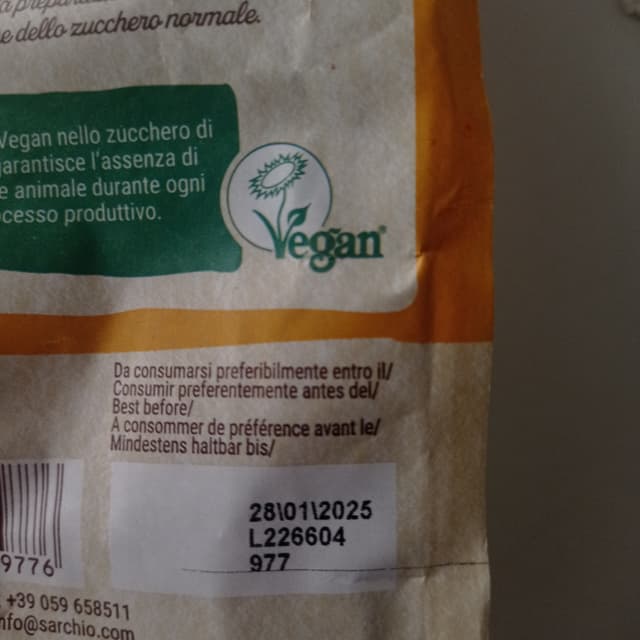 e dello zucchero normale.
Vegan nello zucchero di
garantisce l'assenza di
e animale durante ogni
cesso produttivo.
Vegan
Da consumarsi preferibilmente entro il/
Consumir preferentemente antes del/
Best before/
A consommer de préférence avant le/
Mindestens haltbar bis/
28\01\2025
L226604
977
9776
+39 059 658511
nfo@sarchio.com